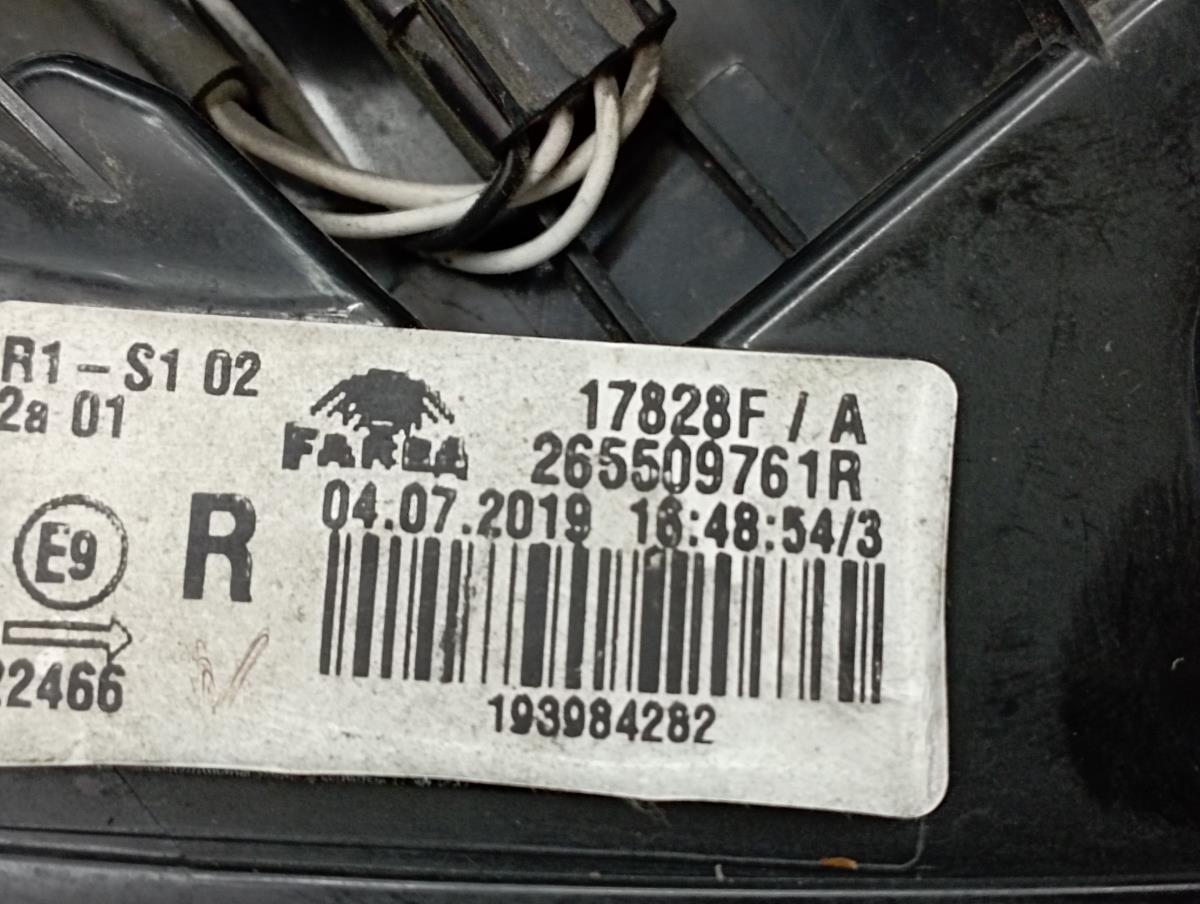 R1-S1 02
2a 01
FARBA
17828F / A
265509761R
04.07.2019 16:48:54/3
E9
R
22466
193984282